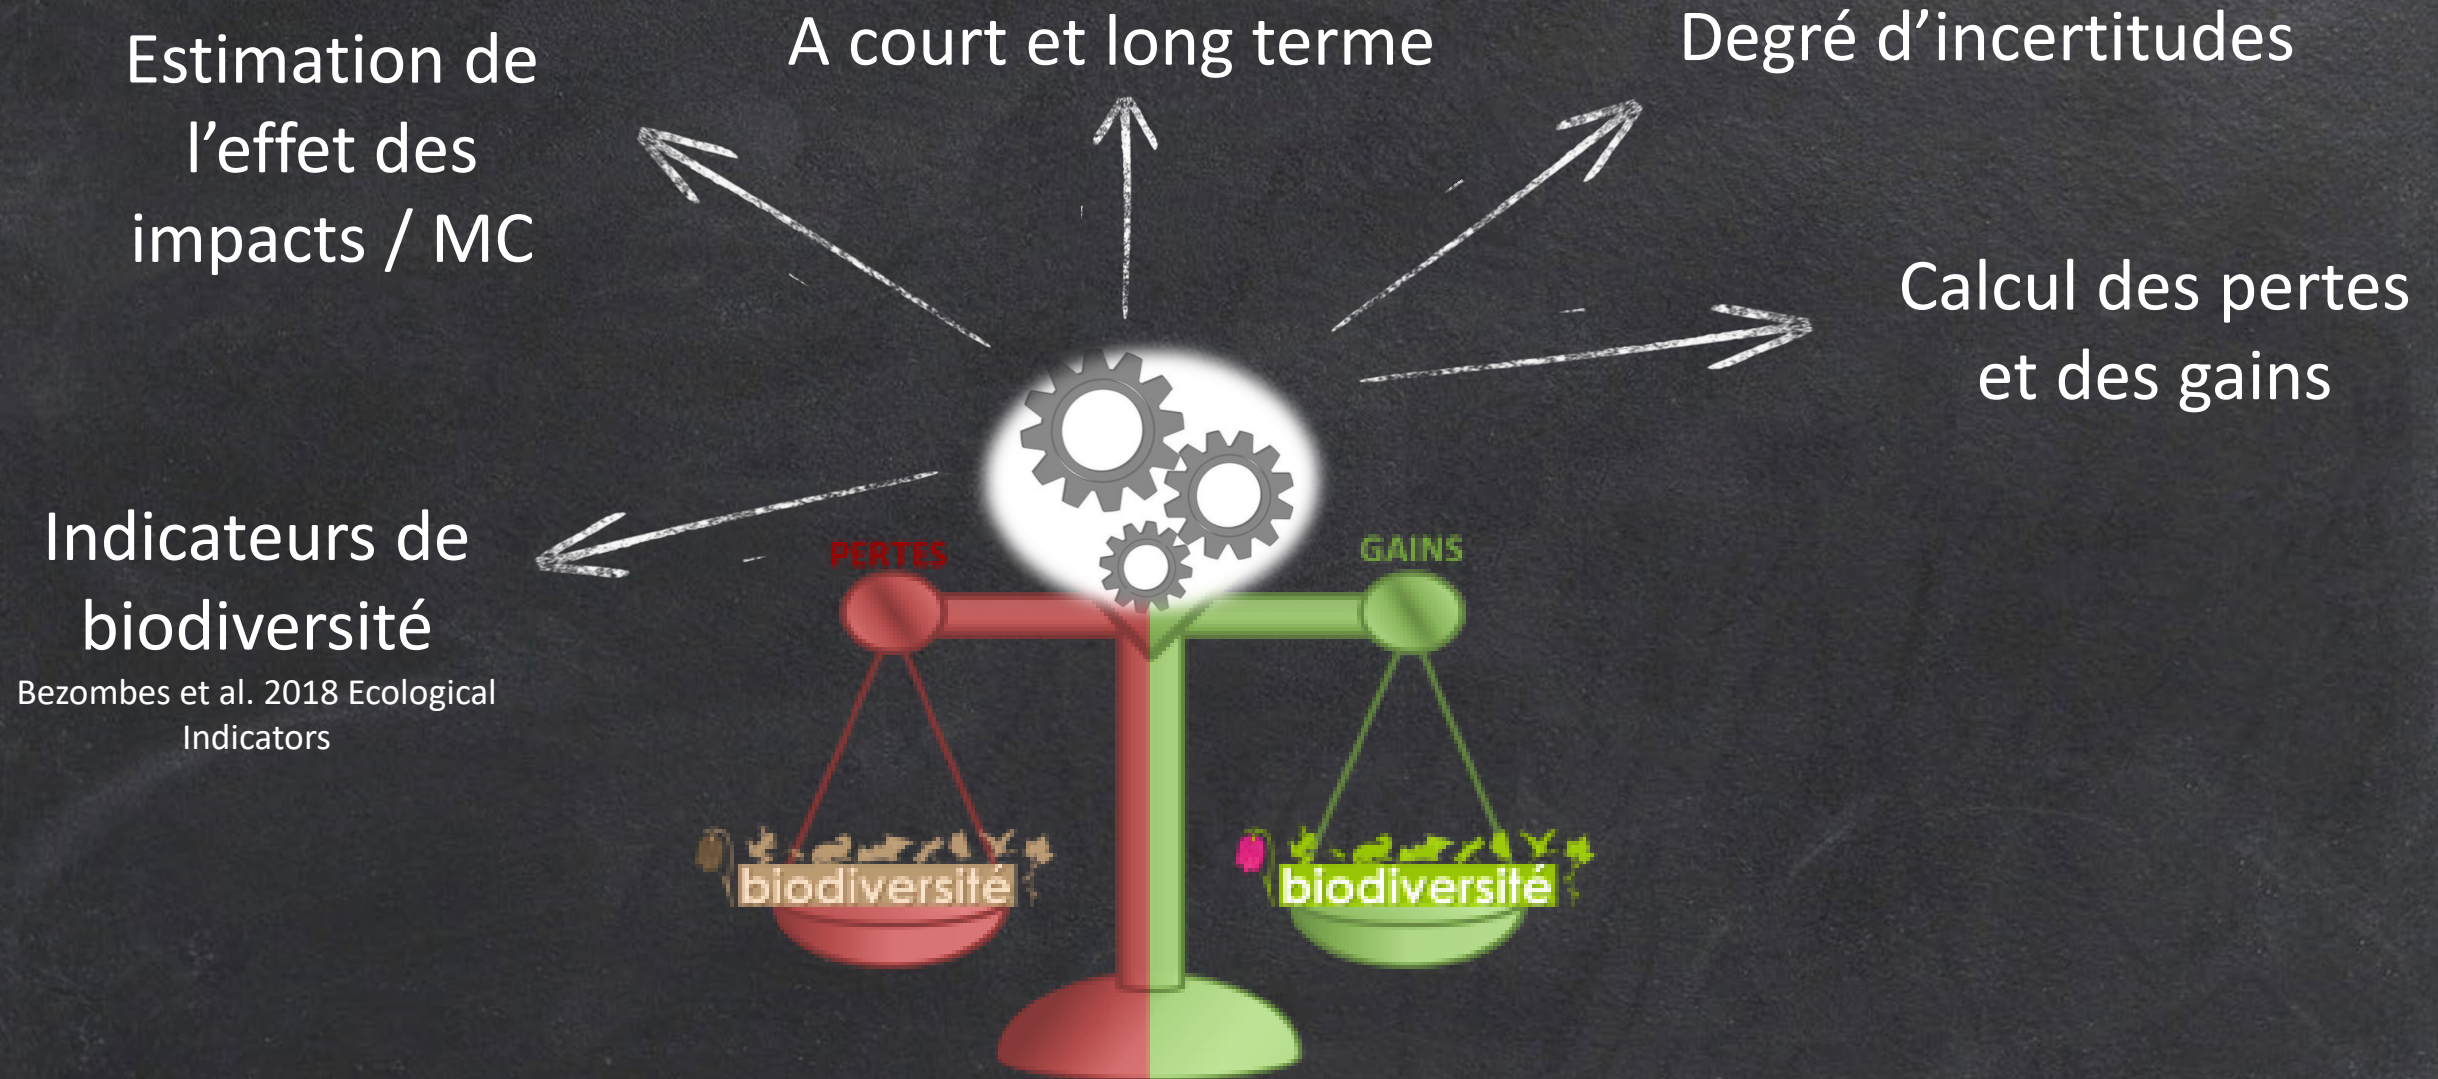 Estimation de
l’effet des
impacts / MC
A court et long terme
Degré d’incertitudes
Calcul des pertes
et des gains
Indicateurs de
biodiversité
Bezombes et al. 2018 Ecological
Indicators
PERTES
GAINS
biodiversité
biodiversité